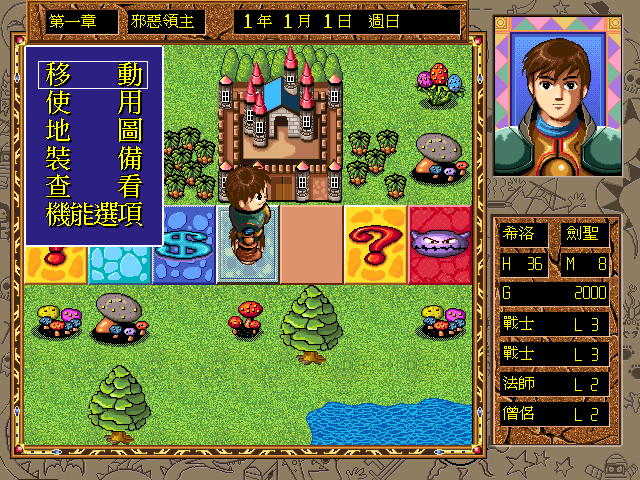 第一章 邪惡領主 1年 1月 1日 週日
移動
使用
地圖
裝備
查看
機能選項
$
?
?
希洛 劍聖
H 36 M 8
G 2000
戰士 L 3
戰士 L 3
法師 L 2
僧侶 L 2